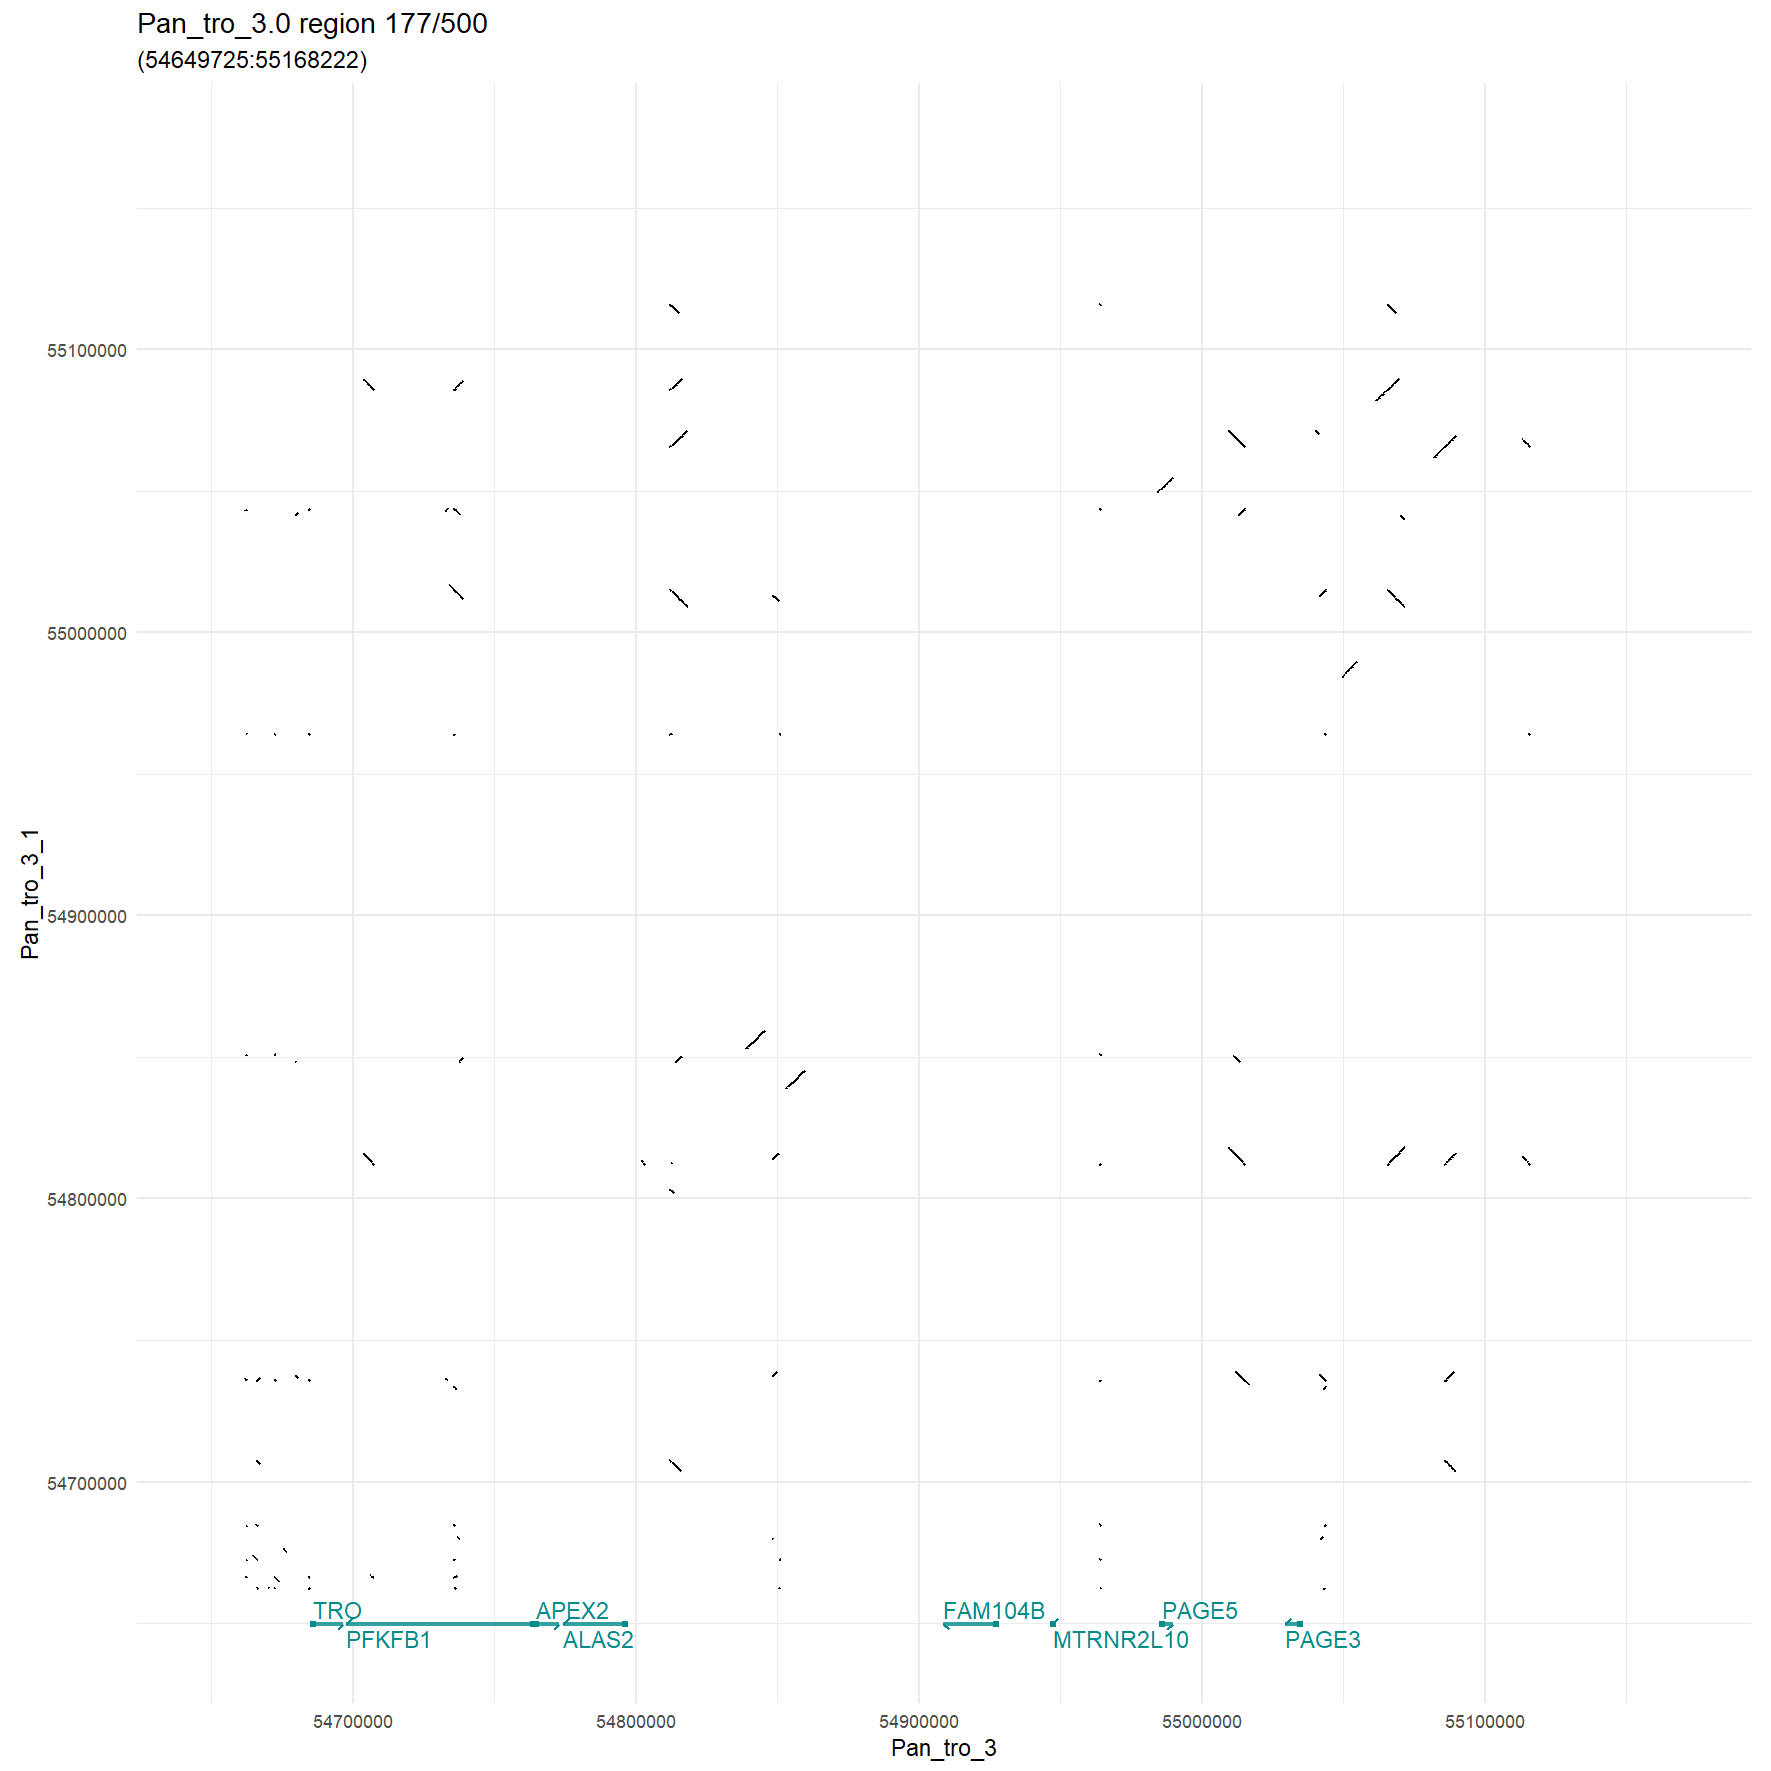 Pan_tro_3.0 region 177/500
(54649725:55168222)
55100000
55000000
54900000
54800000
54700000
Pan_tro_3_1
TRO
APEX2
FAM104B
PAGE5
PFKFB1
ALAS2
MTRNR2L10
PAGE3
54700000
54800000
54900000
55000000
55100000
Pan_tro_3